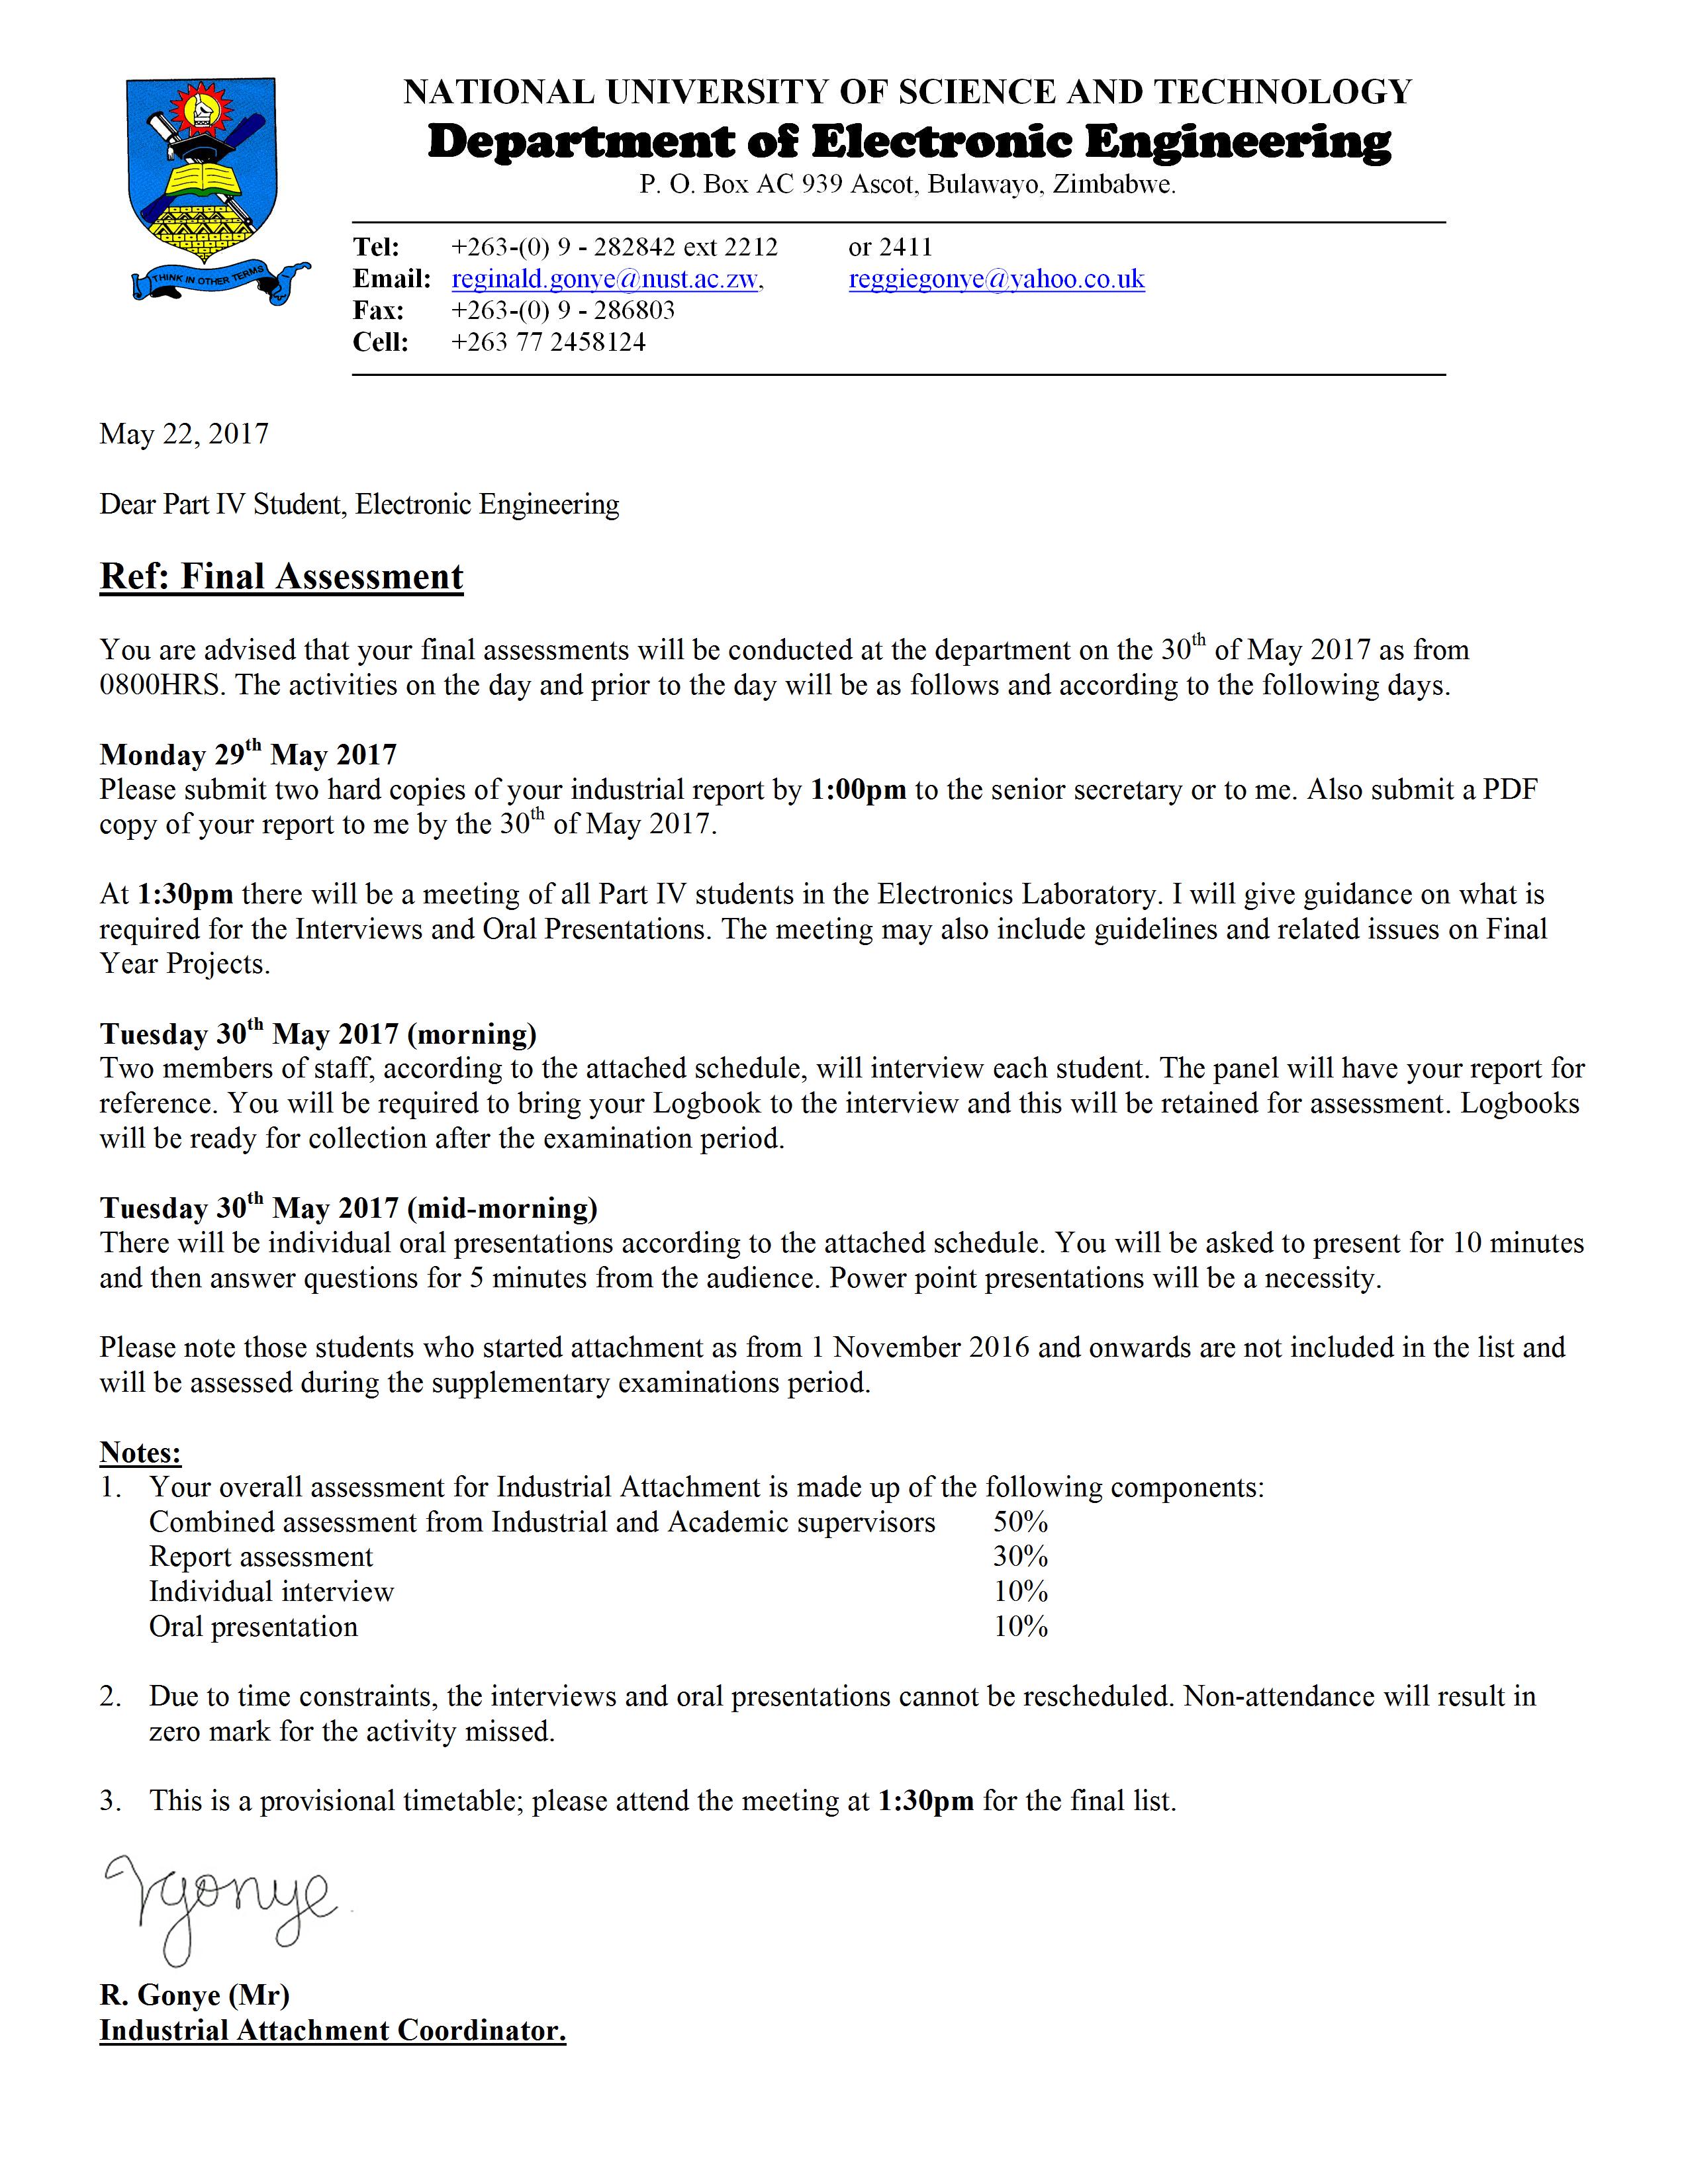 NATIONAL UNIVERSITY OF SCIENCE AND TECHNOLOGY
Department of Electronic Engineering
P. O. Box AC 939 Ascot, Bulawayo, Zimbabwe.
THINK IN OTHER TERMS
Tel: +263-(0) 9 - 282842 ext 2212 or 2411
Email: reginald.gonye@nust.ac.zw, reggiegonye@yahoo.co.uk
Fax: +263-(0) 9 - 286803
Cell: +263 77 2458124
May 22, 2017
Dear Part IV Student, Electronic Engineering
Ref: Final Assessment
You are advised that your final assessments will be conducted at the department on the 30th of May 2017 as from
0800HRS. The activities on the day and prior to the day will be as follows and according to the following days.
Monday 29th May 2017
Please submit two hard copies of your industrial report by 1:00pm to the senior secretary or to me. Also submit a PDF
copy of your report to me by the 30th of May 2017.
At 1:30pm there will be a meeting of all Part IV students in the Electronics Laboratory. I will give guidance on what is
required for the Interviews and Oral Presentations. The meeting may also include guidelines and related issues on Final
Year Projects.
Tuesday 30th May 2017 (morning)
Two members of staff, according to the attached schedule, will interview each student. The panel will have your report for
reference. You will be required to bring your Logbook to the interview and this will be retained for assessment. Logbooks
will be ready for collection after the examination period.
Tuesday 30th May 2017 (mid-morning)
There will be individual oral presentations according to the attached schedule. You will be asked to present for 10 minutes
and then answer questions for 5 minutes from the audience. Power point presentations will be a necessity.
Please note those students who started attachment as from 1 November 2016 and onwards are not included in the list and
will be assessed during the supplementary examinations period.
Notes:
1. Your overall assessment for Industrial Attachment is made up of the following components:
Combined assessment from Industrial and Academic supervisors 50%
Report assessment 30%
Individual interview 10%
Oral presentation 10%
2. Due to time constraints, the interviews and oral presentations cannot be rescheduled. Non-attendance will result in
zero mark for the activity missed.
3. This is a provisional timetable; please attend the meeting at 1:30pm for the final list.
rgonye
R. Gonye (Mr)
Industrial Attachment Coordinator.